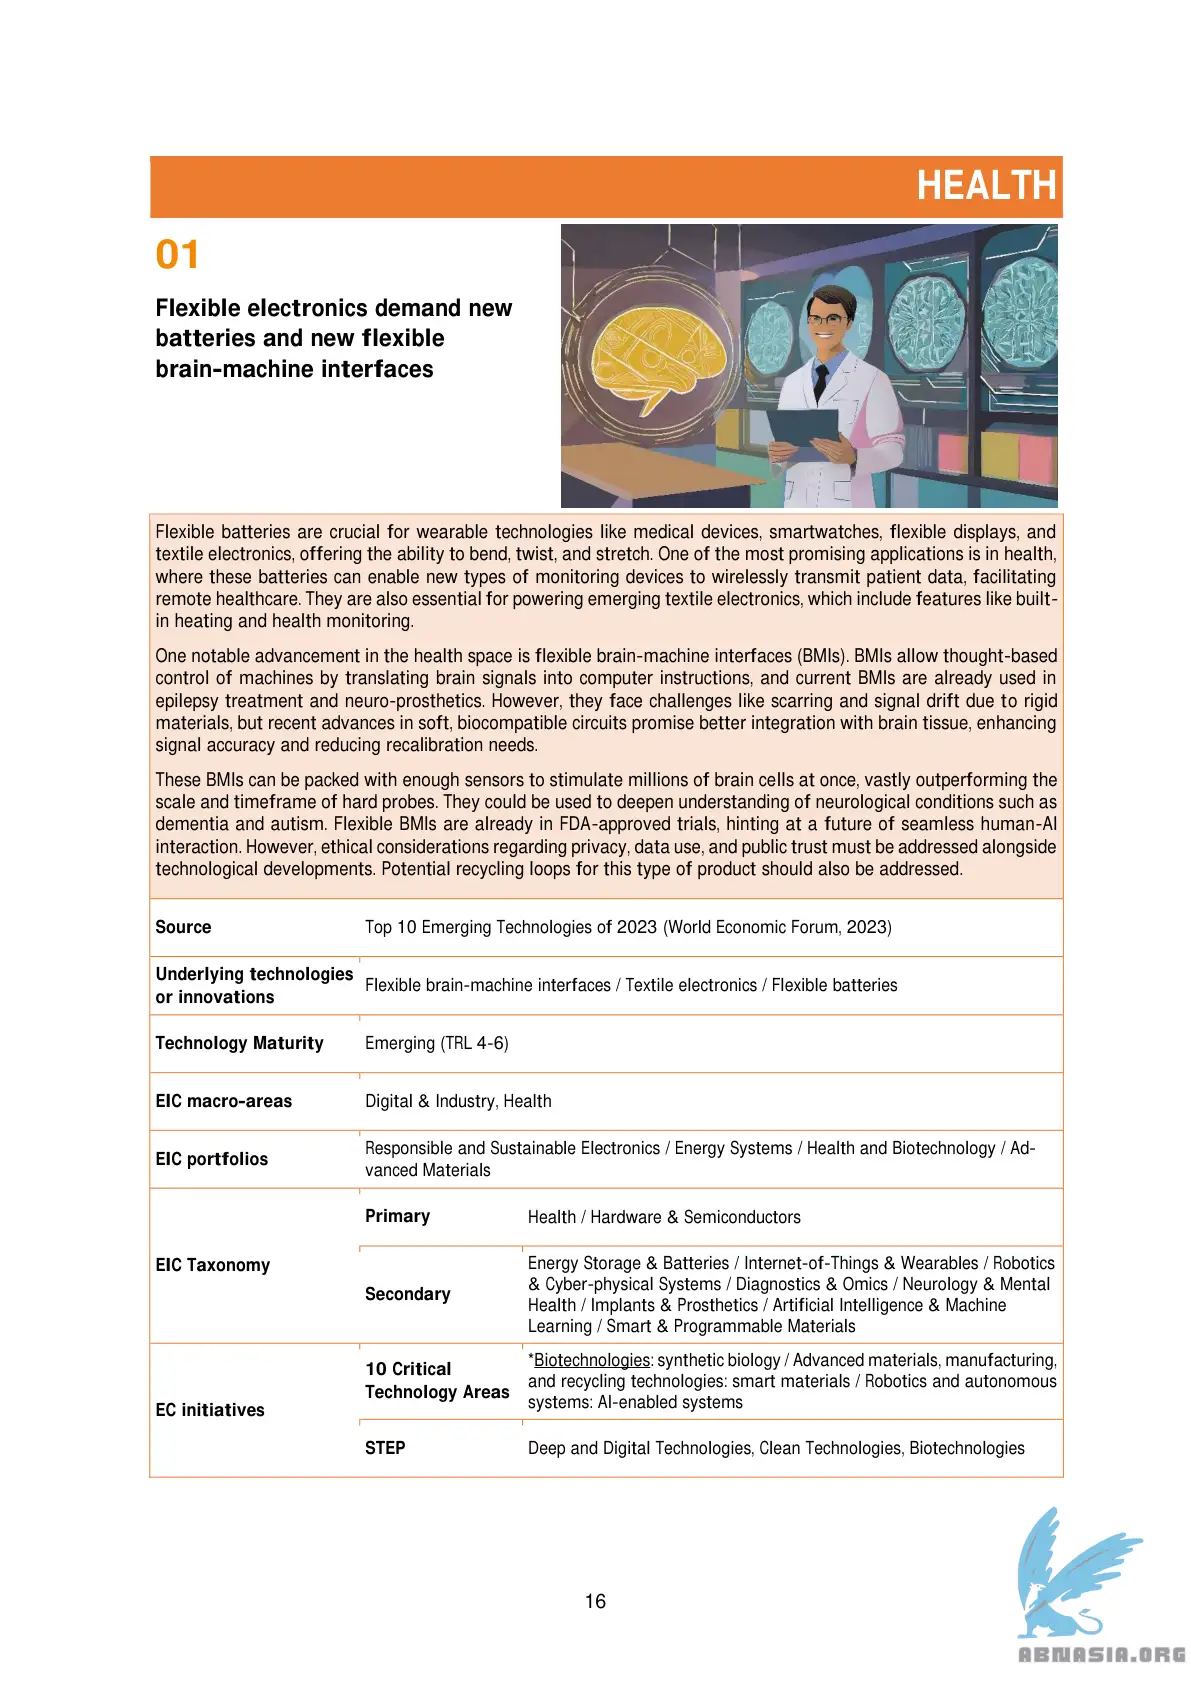 HEALTH
01
Flexible electronics demand new
batteries and new flexible
brain-machine interfaces
Flexible batteries are crucial for wearable technologies like medical devices, smartwatches, flexible displays, and
textile electronics, offering the ability to bend, twist, and stretch. One of the most promising applications is in health,
where these batteries can enable new types of monitoring devices to wirelessly transmit patient data, facilitating
remote healthcare. They are also essential for powering emerging textile electronics, which include features like built-
in heating and health monitoring.
One notable advancement in the health space is flexible brain-machine interfaces (BMIs). BMIs allow thought-based
control of machines by translating brain signals into computer instructions, and current BMIs are already used in
epilepsy treatment and neuro-prosthetics. However, they face challenges like scarring and signal drift due to rigid
materials, but recent advances in soft, biocompatible circuits promise better integration with brain tissue, enhancing
signal accuracy and reducing recalibration needs.
These BMIs can be packed with enough sensors to stimulate millions of brain cells at once, vastly outperforming the
scale and timeframe of hard probes. They could be used to deepen understanding of neurological conditions such as
dementia and autism. Flexible BMIs are already in FDA-approved trials, hinting at a future of seamless human-AI
interaction. However, ethical considerations regarding privacy, data use, and public trust must be addressed alongside
technological developments. Potential recycling loops for this type of product should also be addressed.
Source
Top 10 Emerging Technologies of 2023 (World Economic Forum, 2023)
Underlying technologies
or innovations
Flexible brain-machine interfaces / Textile electronics / Flexible batteries
Technology Maturity
Emerging (TRL 4-6)
EIC macro-areas
Digital & Industry, Health
EIC portfolios
Responsible and Sustainable Electronics / Energy Systems / Health and Biotechnology / Ad-
vanced Materials
EIC Taxonomy
Primary
Health / Hardware & Semiconductors
Secondary
Energy Storage & Batteries / Internet-of-Things & Wearables / Robotics
& Cyber-physical Systems / Diagnostics & Omics / Neurology & Mental
Health / Implants & Prosthetics / Artificial Intelligence & Machine
Learning / Smart & Programmable Materials
EC initiatives
10 Critical
Technology Areas
*Biotechnologies: synthetic biology / Advanced materials, manufacturing,
and recycling technologies: smart materials / Robotics and autonomous
systems: AI-enabled systems
STEP
Deep and Digital Technologies, Clean Technologies, Biotechnologies
16
ABNASIA.ORG